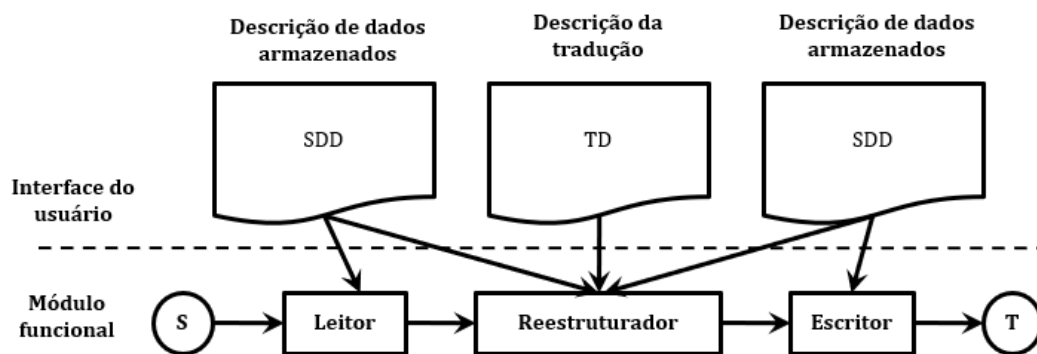 Descrição de dados
armazenados
Descrição da
tradução
Descrição de dados
armazenados
SDD
TD
SDD
Interface do
usuário
Módulo
funcional
S
Leitor
Reestruturador
Escritor
T